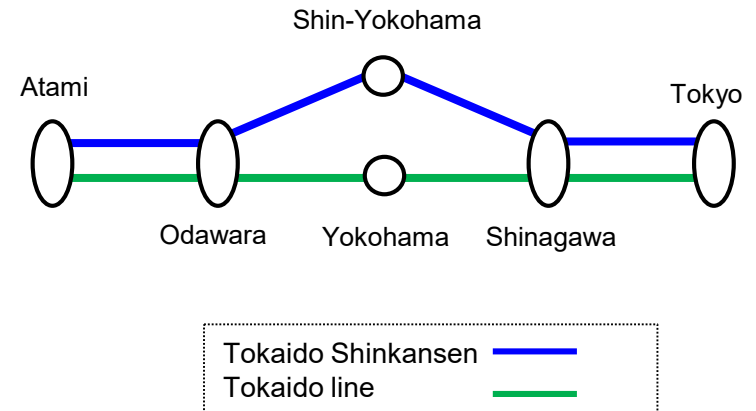 Shin-Yokohama
Atami
Tokyo
Odawara
Yokohama
Shinagawa
Tokaido Shinkansen
Tokaido line